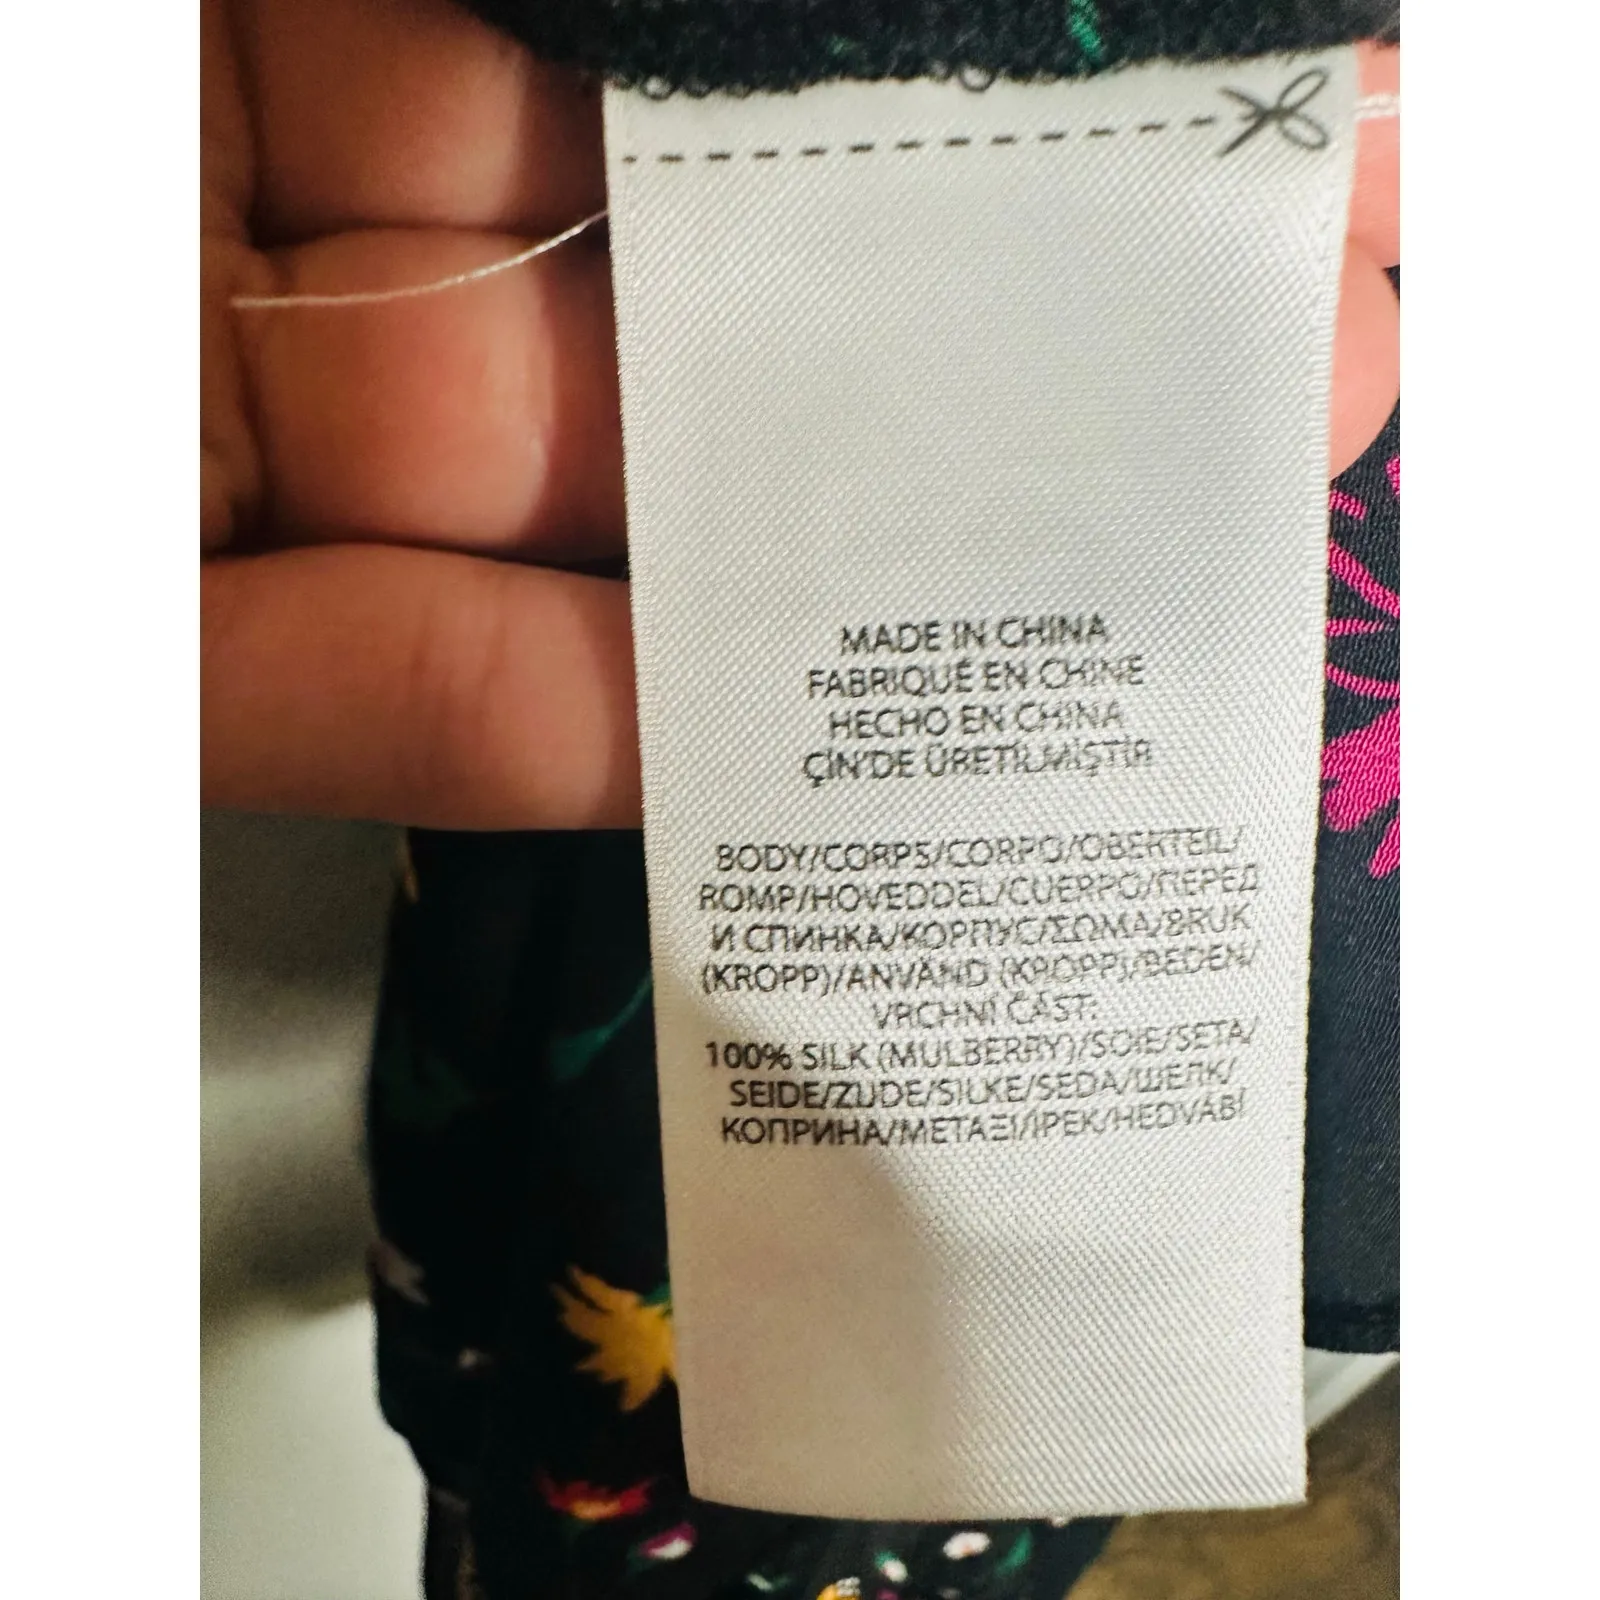 MADE IN CHINA
FABRIQUÉ EN CHINE
HECHO EN CHINA
ÇİN'DE ÜRETİLMİŞTİR
BODY/CORPS/CORPO/OBERTEIL/
ROMP/HOVEDDEL/CUERPO/ПЕРЕД
И СПИНКА/КОРПУС/ΣΩΜΑ/BRUK
(KROPP)/ANVÄND (KROPP)/BEDEN/
VRCHNÍ ČÁST:
100% SILK (MULBERRY)/SOIE/SETA/
SEIDE/ZIJDE/SILKE/SEDA/ШЕЛК/
КОПРИНА/ΜΕΤΑΞΙ/İPEK/HEDVÁBÍ